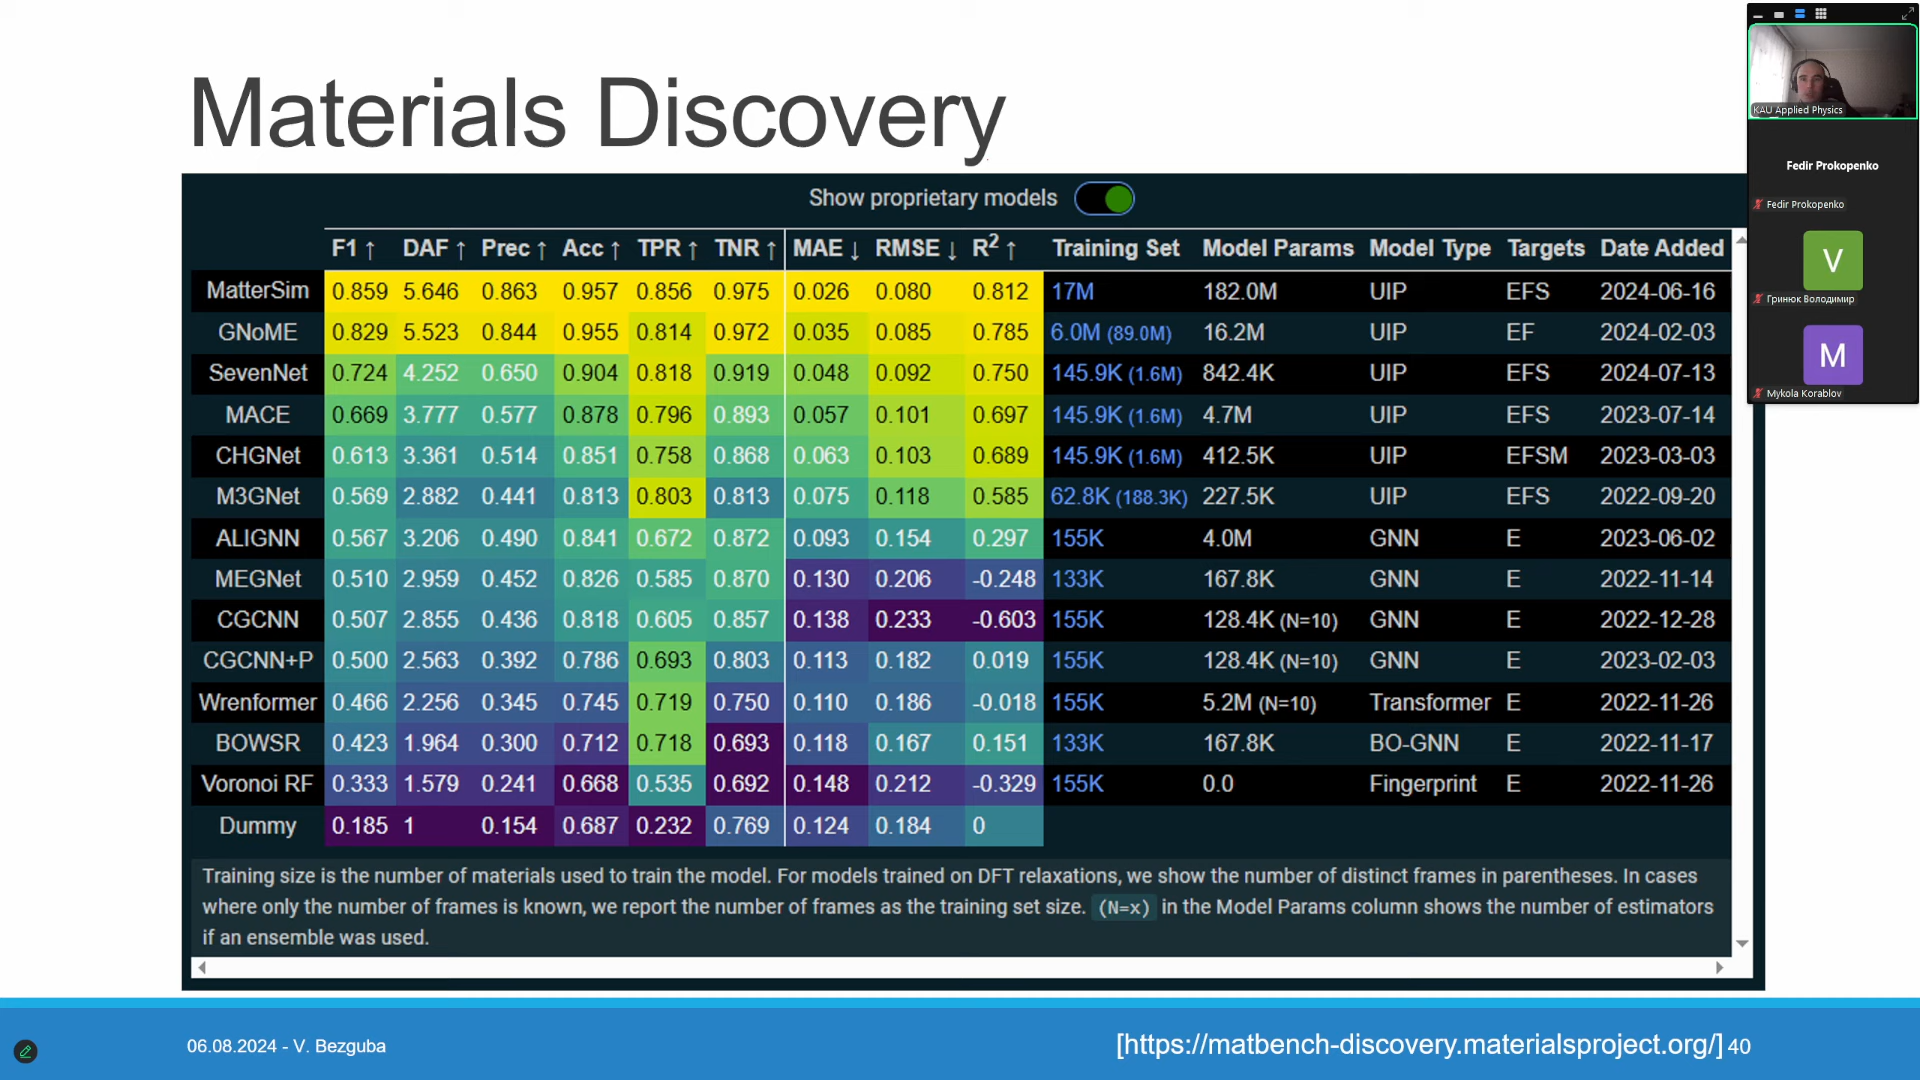 Materials Discovery
Show proprietary models
F1 ↑ DAF ↑ Prec ↑ Acc ↑ TPR ↑ TNR ↑ MAE ↓ RMSE ↓ R² ↑ Training Set Model Params Model Type Targets Date Added
MatterSim 0.859 5.646 0.863 0.957 0.856 0.975 0.026 0.080 0.812 17M 182.0M UIP EFS 2024-06-16
GNoME 0.829 5.523 0.844 0.955 0.814 0.972 0.035 0.085 0.785 6.0M (89.0M) 16.2M UIP EF 2024-02-03
SevenNet 0.724 4.252 0.650 0.904 0.818 0.919 0.048 0.092 0.750 145.9K (1.6M) 842.4K UIP EFS 2024-07-13
MACE 0.669 3.777 0.577 0.878 0.796 0.893 0.057 0.101 0.697 145.9K (1.6M) 4.7M UIP EFS 2023-07-14
CHGNet 0.613 3.361 0.514 0.851 0.758 0.868 0.063 0.103 0.689 145.9K (1.6M) 412.5K UIP EFSM 2023-03-03
M3GNet 0.569 2.882 0.441 0.813 0.803 0.813 0.075 0.118 0.585 62.8K (188.3K) 227.5K UIP EFS 2022-09-20
ALIGNN 0.567 3.206 0.490 0.841 0.672 0.872 0.093 0.154 0.297 155K 4.0M GNN E 2023-06-02
MEGNet 0.510 2.959 0.452 0.826 0.585 0.870 0.130 0.206 -0.248 133K 167.8K GNN E 2022-11-14
CGCNN 0.507 2.855 0.436 0.818 0.605 0.857 0.138 0.233 -0.603 155K 128.4K (N=10) GNN E 2022-12-28
CGCNN+P 0.500 2.563 0.392 0.786 0.693 0.803 0.113 0.182 0.019 155K 128.4K (N=10) GNN E 2023-02-03
Wrenformer 0.466 2.256 0.345 0.745 0.719 0.750 0.110 0.186 -0.018 155K 5.2M (N=10) Transformer E 2022-11-26
BOWSR 0.423 1.964 0.300 0.712 0.718 0.693 0.118 0.167 0.151 133K 167.8K BO-GNN E 2022-11-17
Voronoi RF 0.333 1.579 0.241 0.668 0.535 0.692 0.148 0.212 -0.329 155K 0.0 Fingerprint E 2022-11-26
Dummy 0.185 1 0.154 0.687 0.232 0.769 0.124 0.184 0
Training size is the number of materials used to train the model. For models trained on DFT relaxations, we show the number of distinct frames in parentheses. In cases
where only the number of frames is known, we report the number of frames as the training set size. (N=x) in the Model Params column shows the number of estimators
if an ensemble was used.
06.08.2024 - V. Bezguba
[https://matbench-discovery.materialsproject.org/] 40
KAU Applied Physics
Fedir Prokopenko
Fedir Prokopenko
V
Гринюк Володимир
M
Mykola Korablov